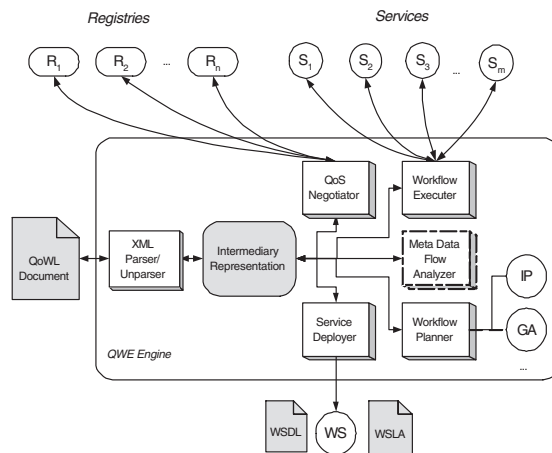 Registries Services
R1 R2 ... Rn S1 S2 S3 ... Sm
QoS Negotiator
Workflow Executer
QoWL Document
XML Parser/ Unparser
Intermediary Representation
Meta Data Flow Analyzer
IP
Service Deployer
Workflow Planner
GA
QWE Engine
...
WSDL WS WSLA